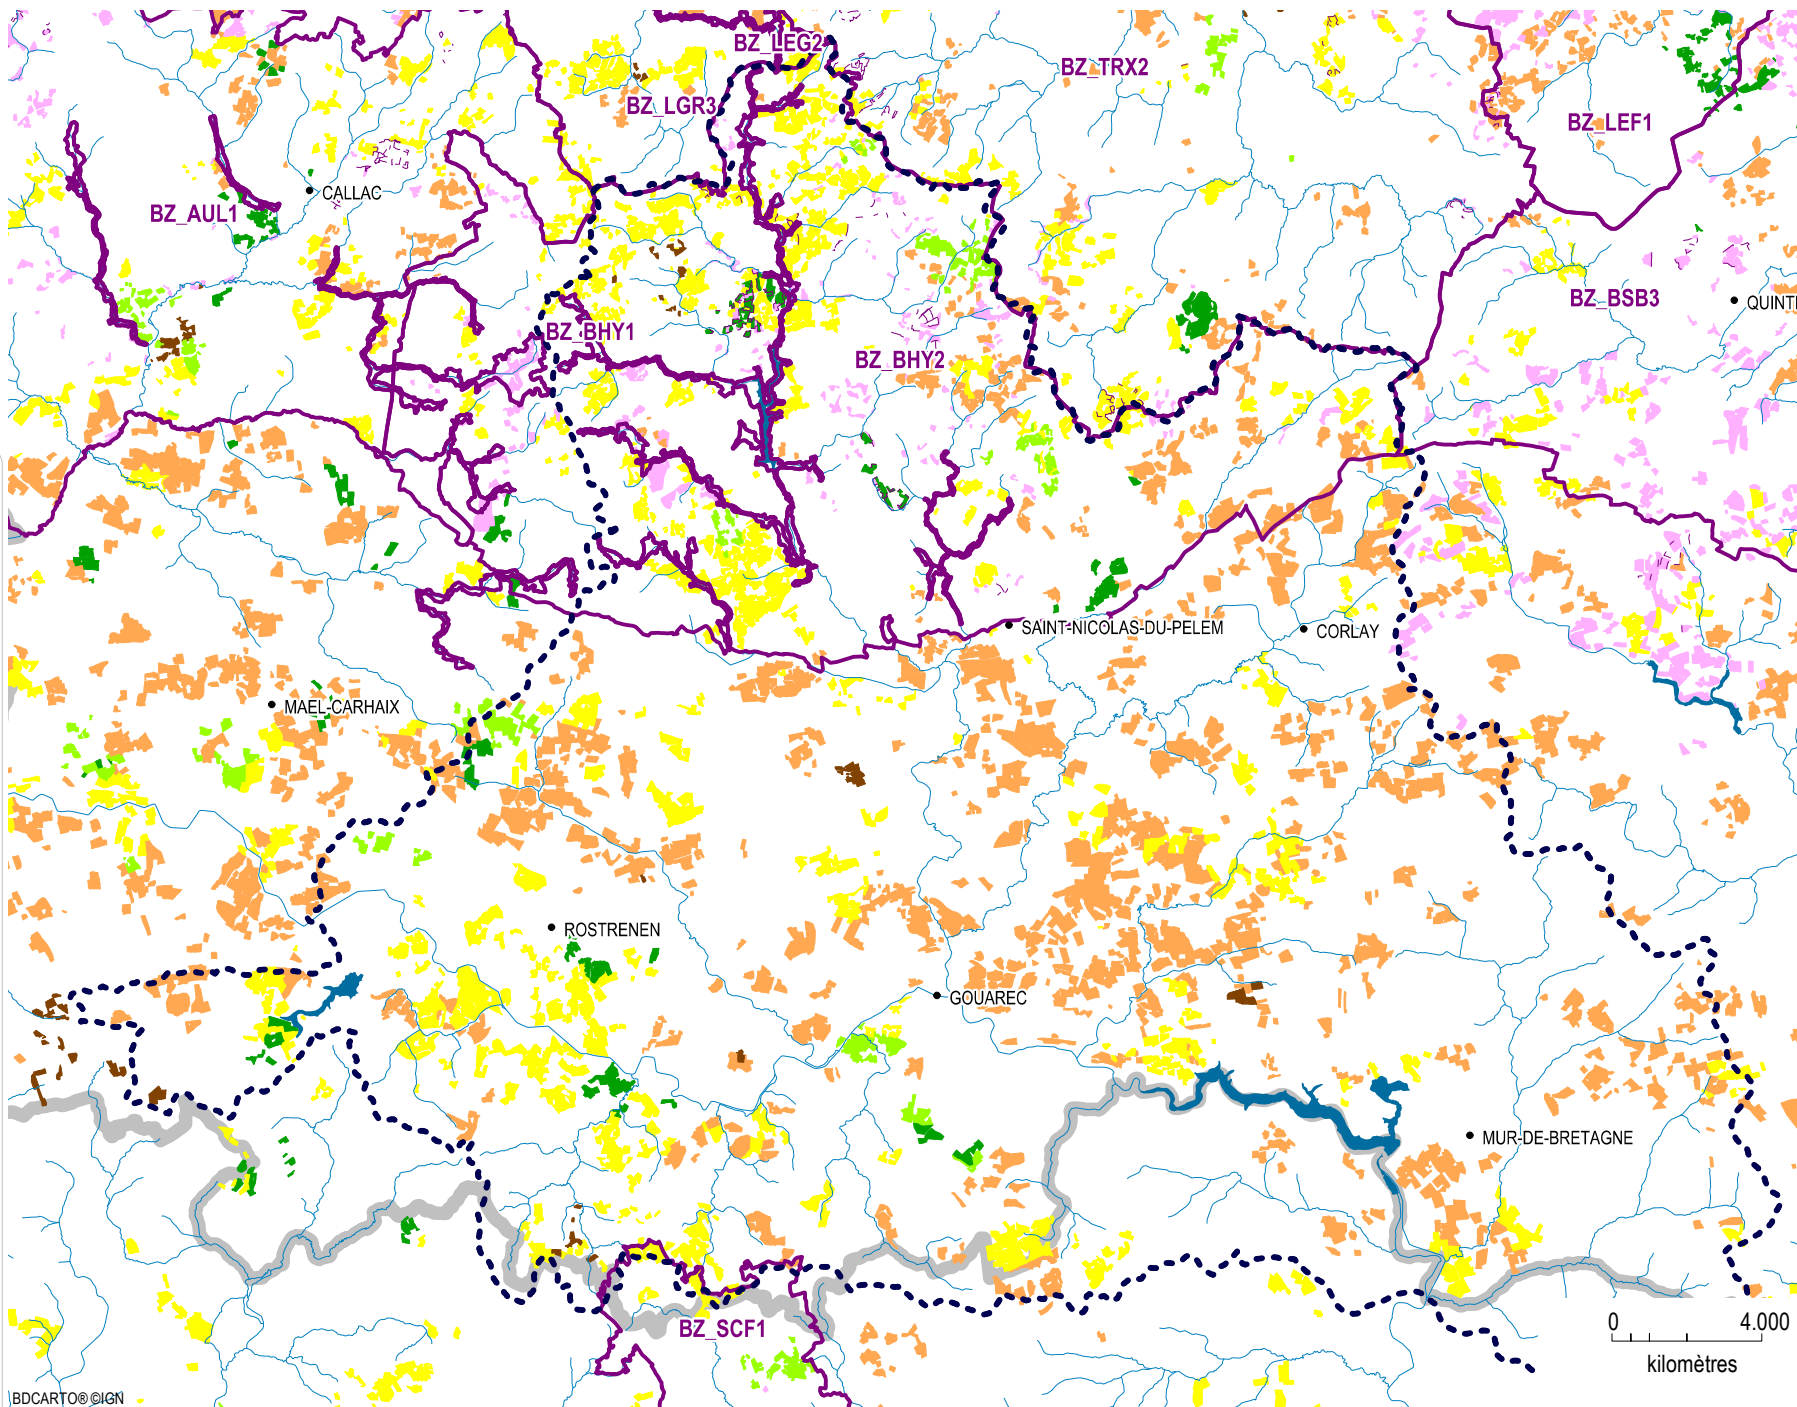 BZ_LEG2
BZ_TRX2
BZ_LGR3
BZ_LEF1
CALLAC
BZ_AUL1
BZ_BSB3
QUINTI
BZ_BHY1
BZ_BHY2
SAINT-NICOLAS-DU-PELEM
CORLAY
MAEL-CARHAIX
ROSTRENEN
GOUAREC
MUR-DE-BRETAGNE
BZ_SCF1
0 4.000
kilomètres
BDCARTO® ©IGN